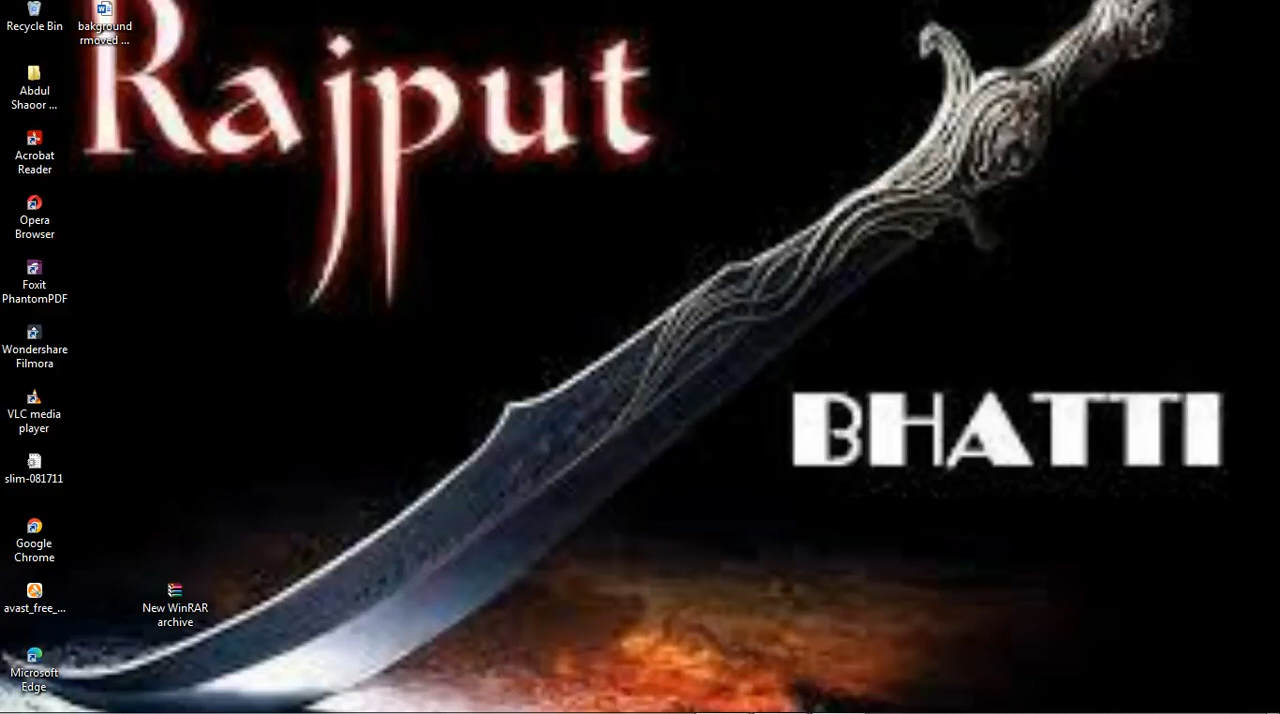 Recycle Bin
bakground
rmoved ...
Rajput
Abdul
Shaoor ...
Acrobat
Reader
Opera
Browser
Foxit
PhantomPDF
Wondershare
Filmora
VLC media
player
BHATTI
slim-081711
Google
Chrome
avast_free_...
New WinRAR
archive
Microsoft
Edge